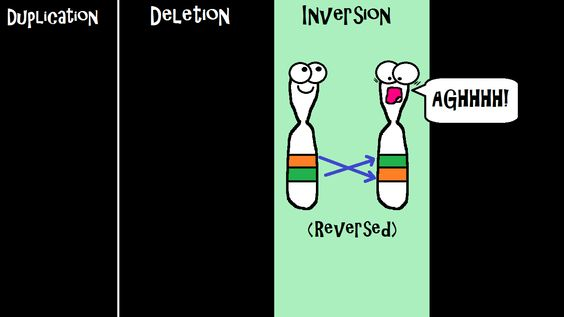 Duplication
Deletion
Inversion
AGHHHH!
(Reversed)